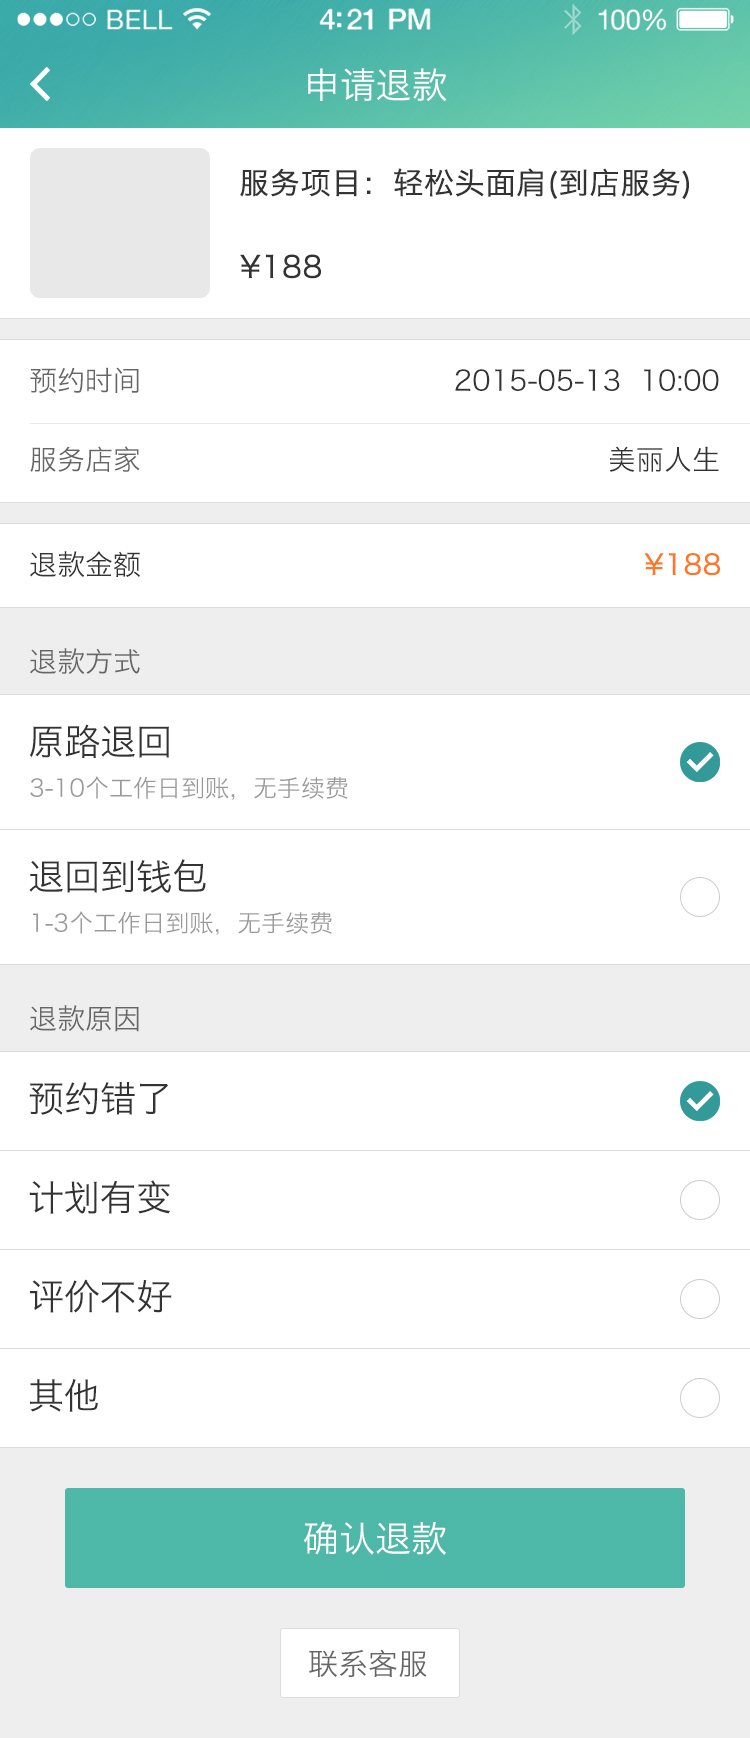 BELL 4:21 PM 100%
申请退款
服务项目：轻松头面肩(到店服务)
¥188
预约时间 2015-05-13 10:00
服务店家 美丽人生
退款金额 ¥188
退款方式
原路退回
3-10个工作日到账，无手续费
退回到钱包
1-3个工作日到账，无手续费
退款原因
预约错了
计划有变
评价不好
其他
确认退款
联系客服